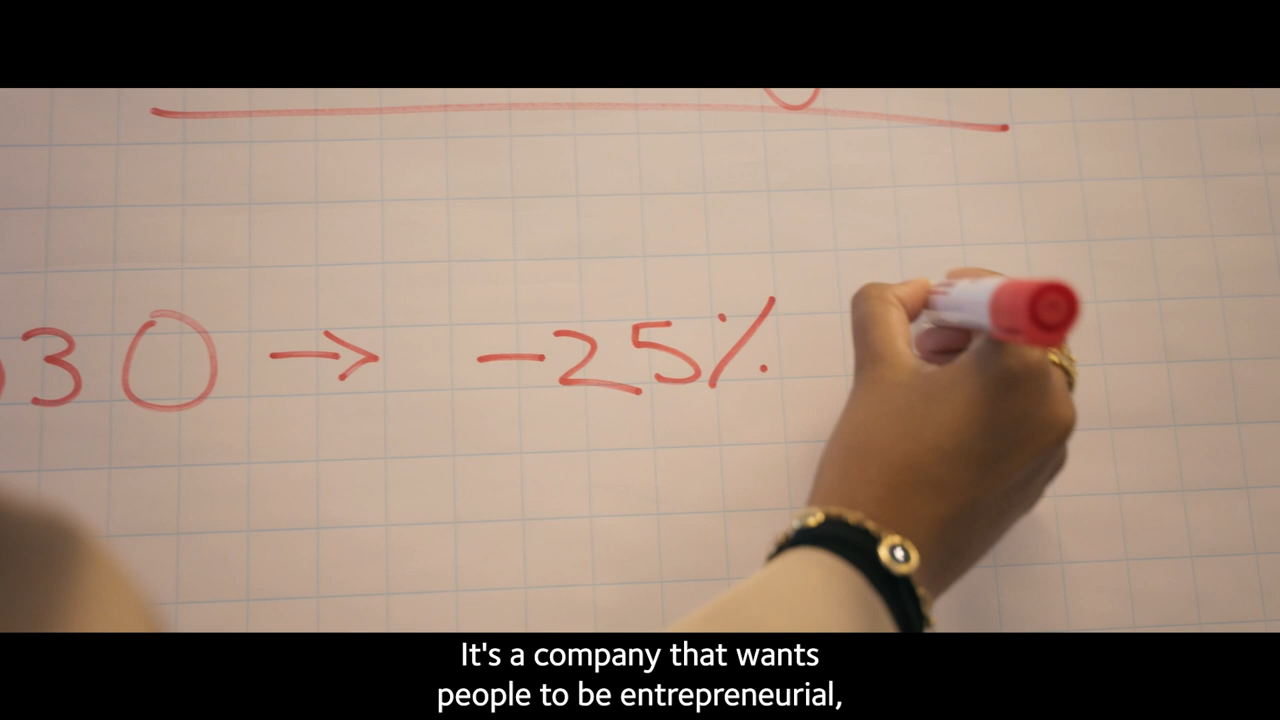 30 → -25%
It's a company that wants
people to be entrepreneurial,